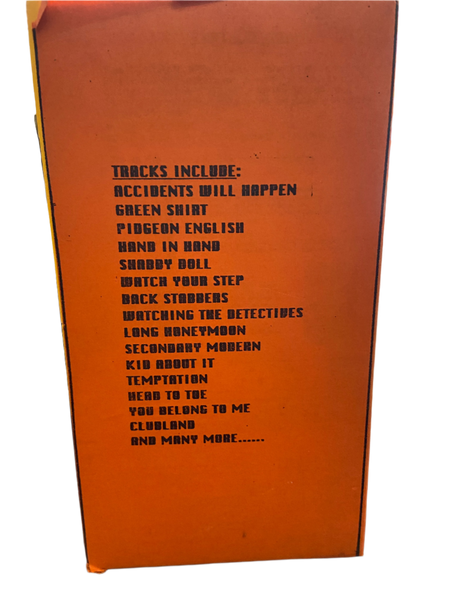 TRACKS INCLUDE:
ACCIDENTS WILL HAPPEN
GREEN SHIRT
PIDGEON ENGLISH
HAND IN HAND
SHABBY DOLL
WATCH YOUR STEP
BACK STABBERS
WATCHING THE DETECTIVES
LONG HONEYMOON
SECONDARY MODERN
KID ABOUT IT
TEMPTATION
HEAD TO TOE
YOU BELONG TO ME
CLUBLAND
AND MANY MORE......